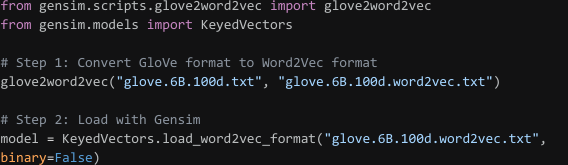 from gensim.scripts.glove2word2vec import glove2word2vec
from gensim.models import KeyedVectors
# Step 1: Convert GloVe format to Word2Vec format
glove2word2vec("glove.6B.100d.txt", "glove.6B.100d.word2vec.txt")
# Step 2: Load with Gensim
model = KeyedVectors.load_word2vec_format("glove.6B.100d.word2vec.txt",
binary=False)